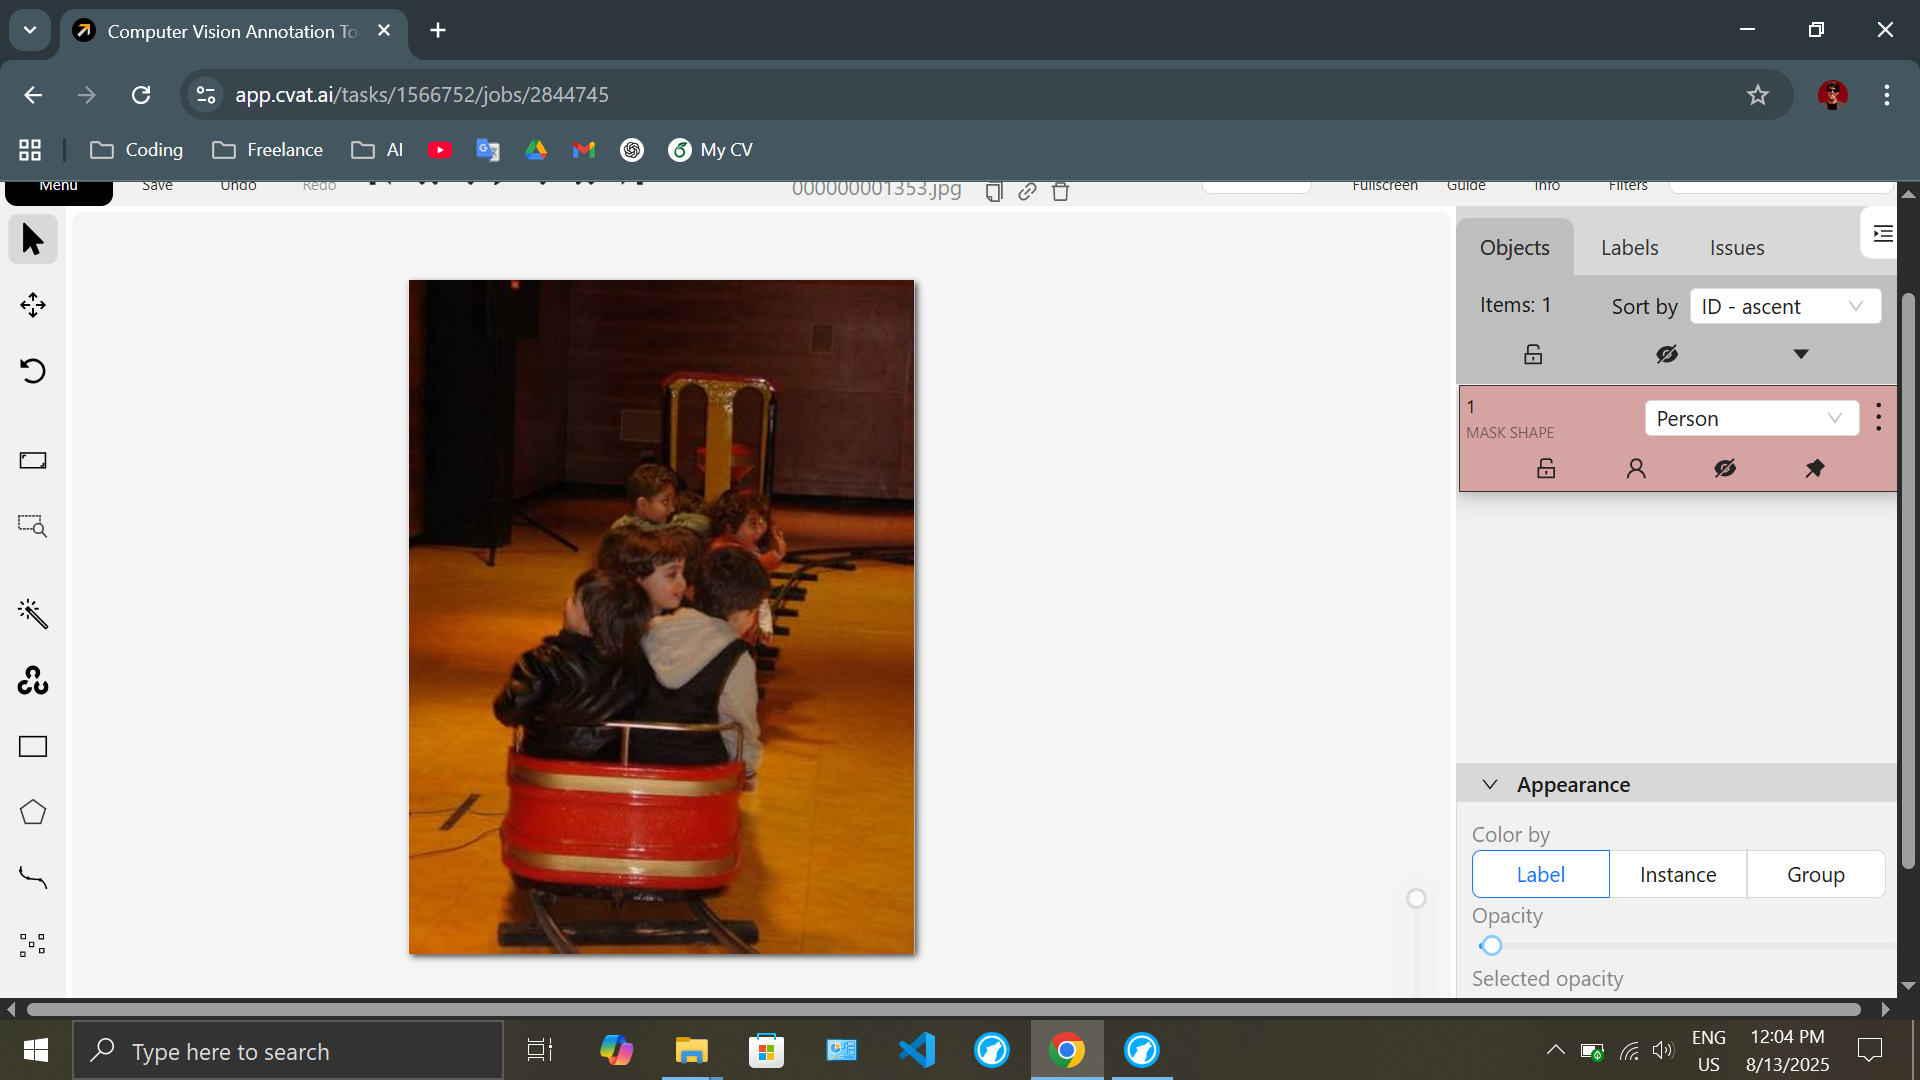 Computer Vision Annotation To
app.cvat.ai/tasks/1566752/jobs/2844745
Coding
Freelance
AI
My CV
Menu
Save
Undo
Redo
000000001353.jpg
Fullscreen
Guide
Info
Filters
Objects
Labels
Issues
Items: 1
Sort by
ID - ascent
1
MASK SHAPE
Person
Appearance
Color by
Label
Instance
Group
Opacity
Selected opacity
Type here to search
ENG
US
12:04 PM
8/13/2025